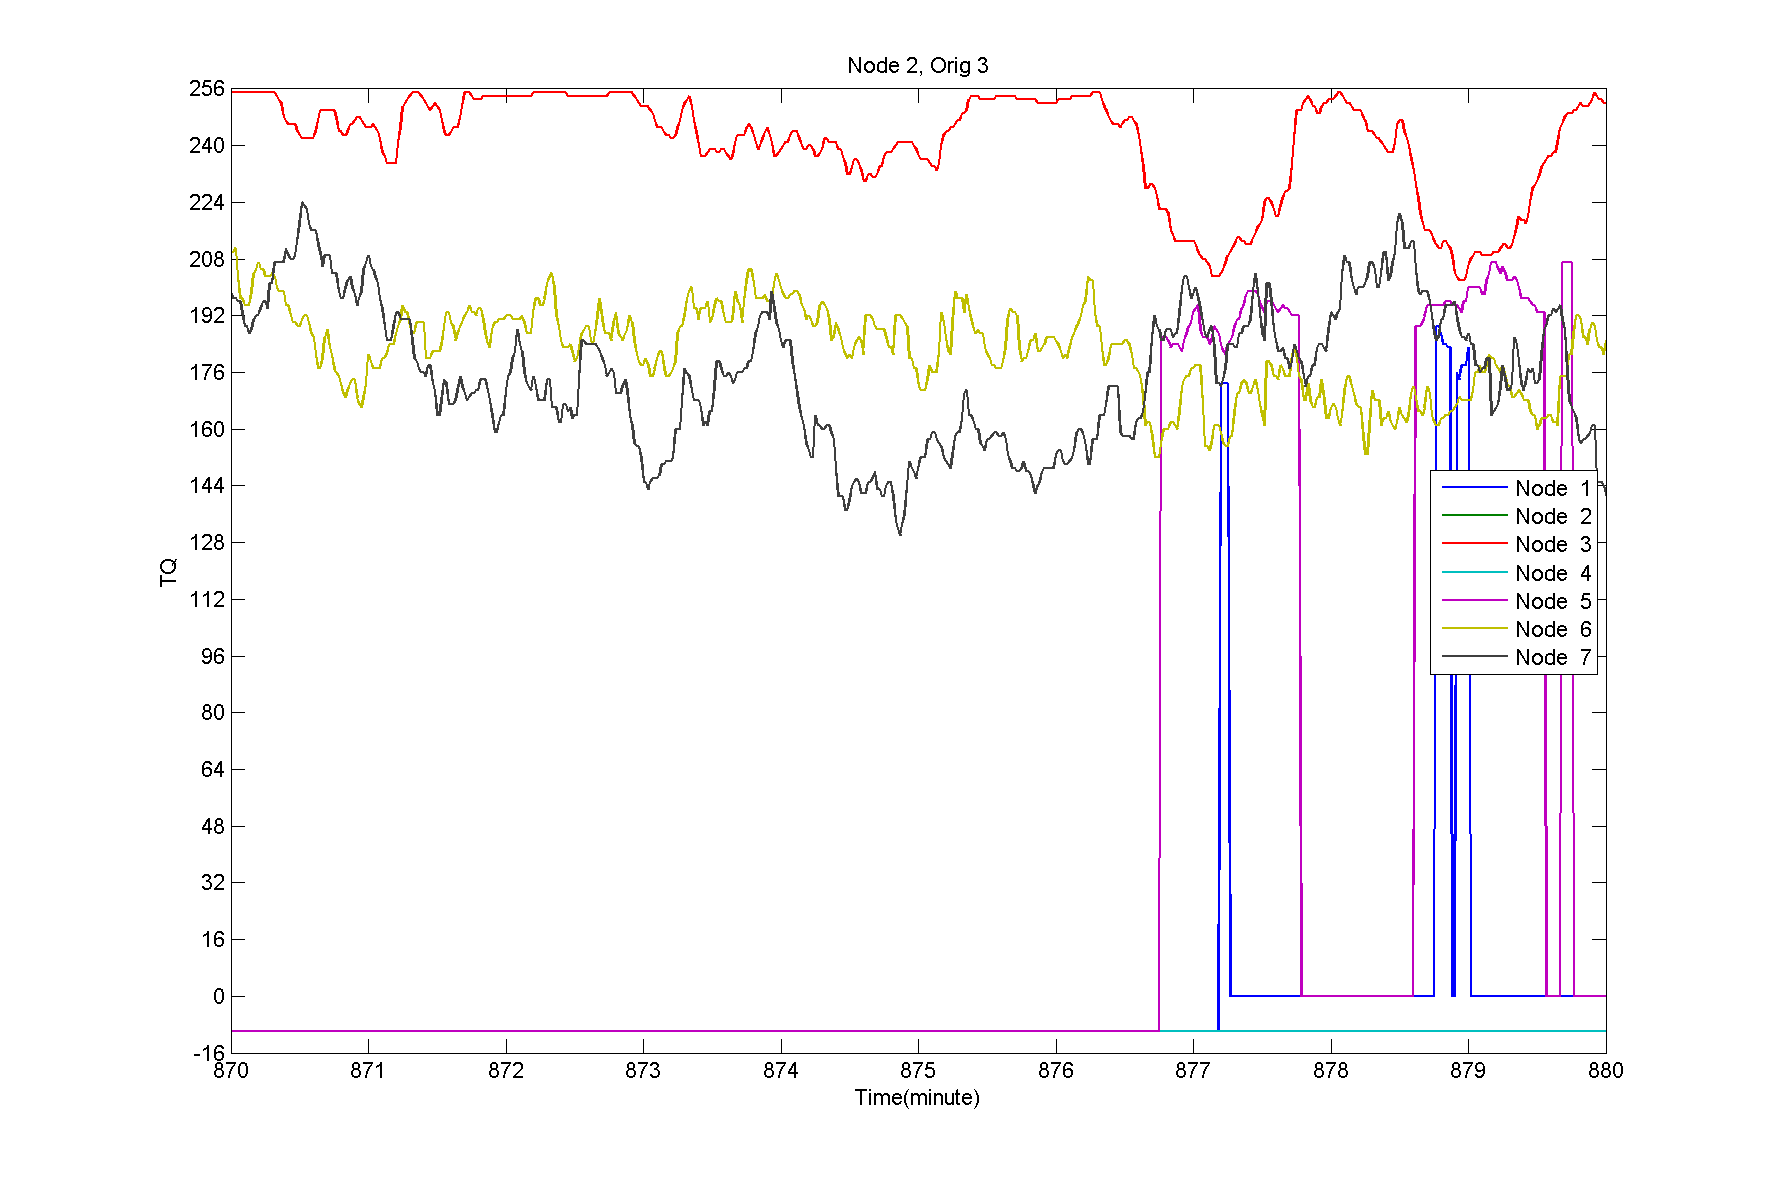 Node 2, Orig 3
256
240
224
208
192
176
160
144
128
112
96
80
64
48
32
16
0
-16
TQ
Node 1
Node 2
Node 3
Node 4
Node 5
Node 6
Node 7
870 871 872 873 874 875 876 877 878 879 880
Time(minute)